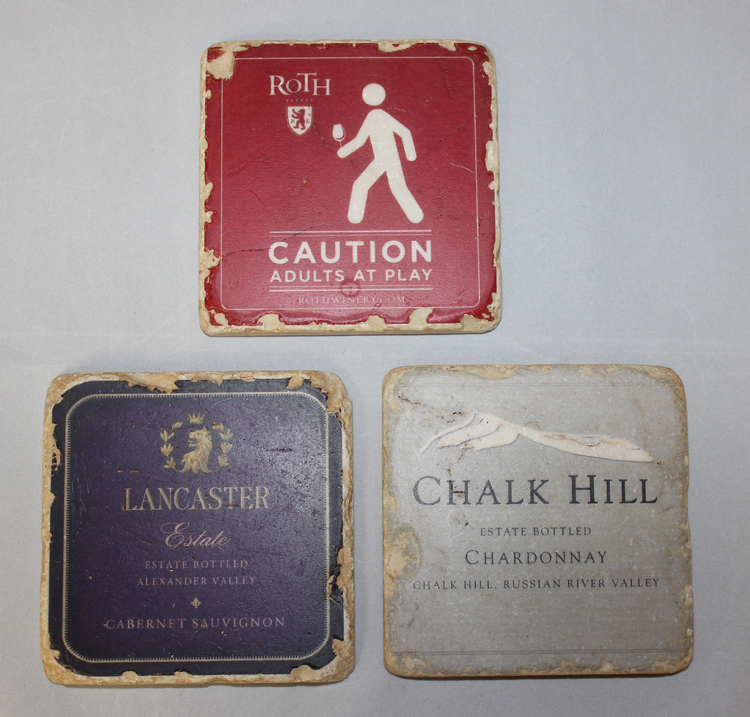 ROTH
ESTATE
CAUTION
ADULTS AT PLAY
ROTHWINERY.COM
LANCASTER
Estate
ESTATE BOTTLED
ALEXANDER VALLEY
CABERNET SAUVIGNON
CHALK HILL
ESTATE BOTTLED
CHARDONNAY
CHALK HILL, RUSSIAN RIVER VALLEY